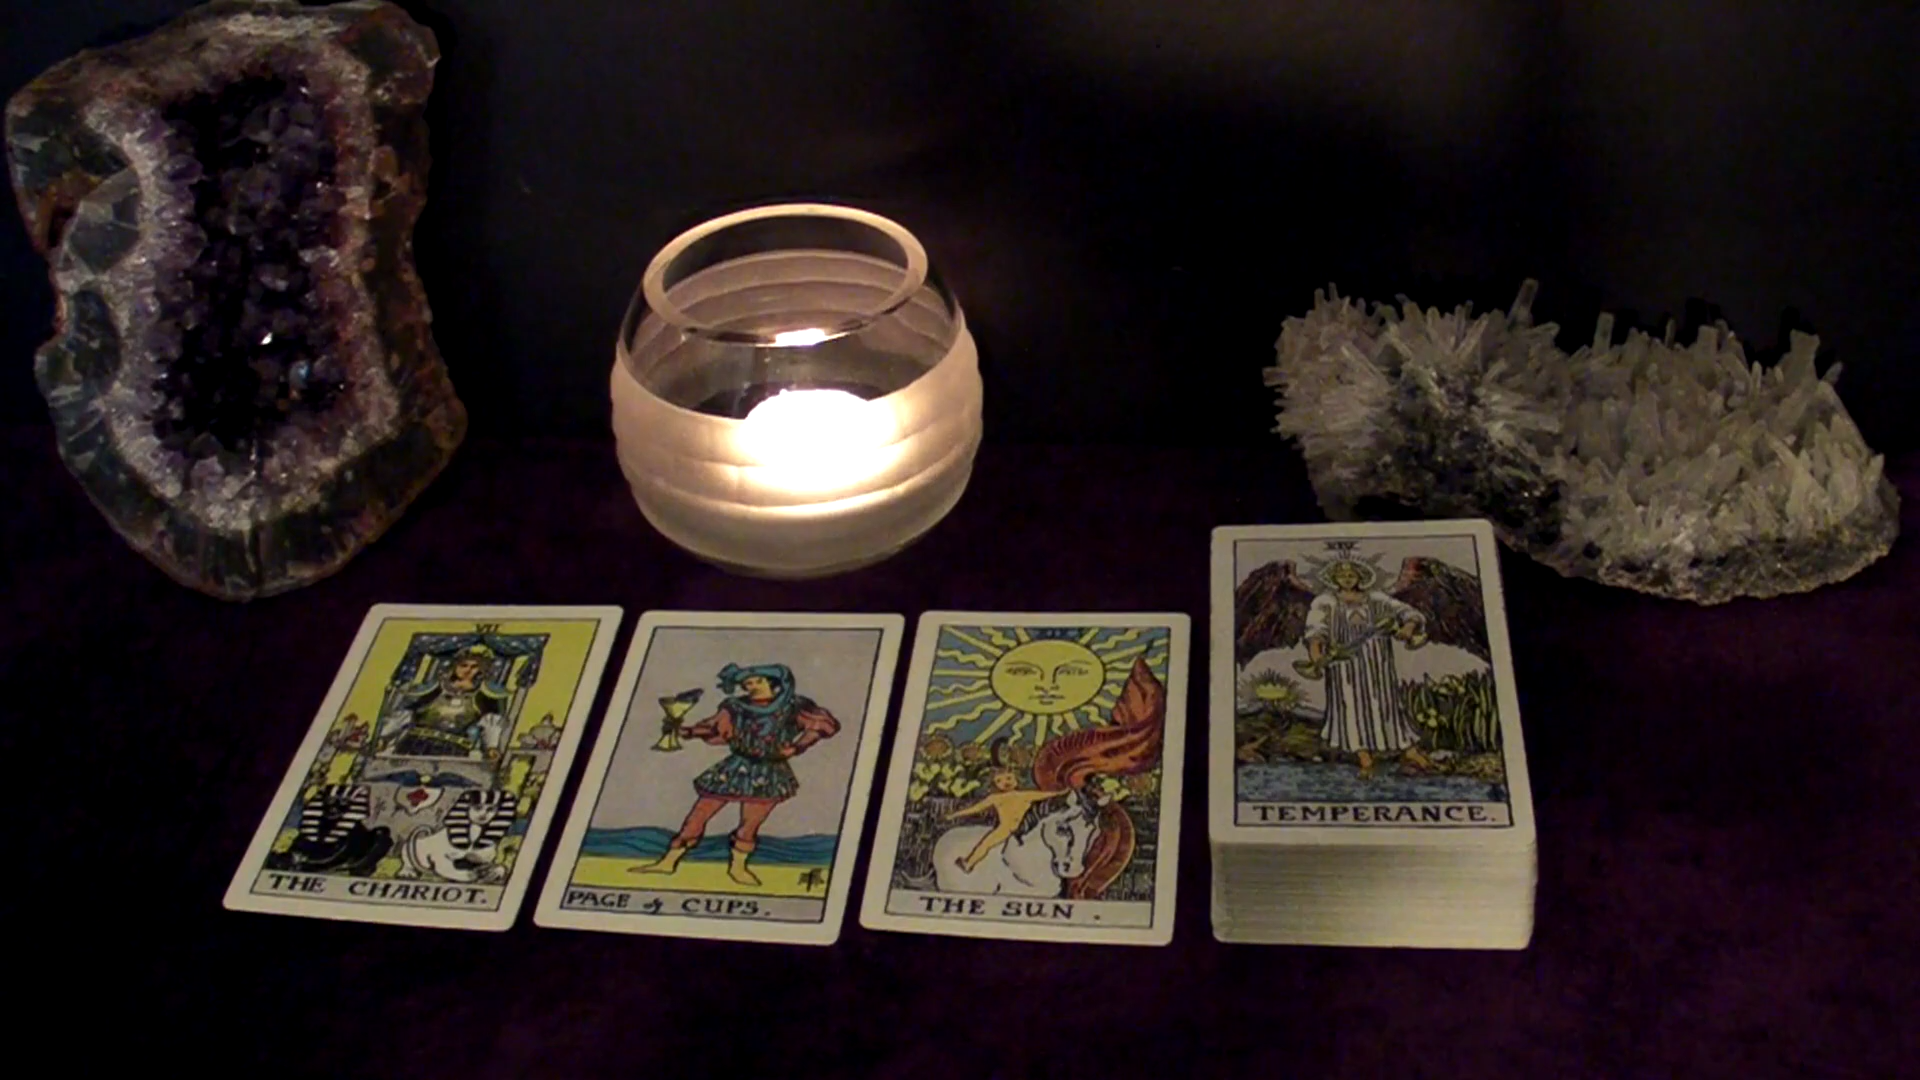 VII
THE CHARIOT.
PAGE of CUPS.
THE SUN .
XIV
TEMPERANCE.